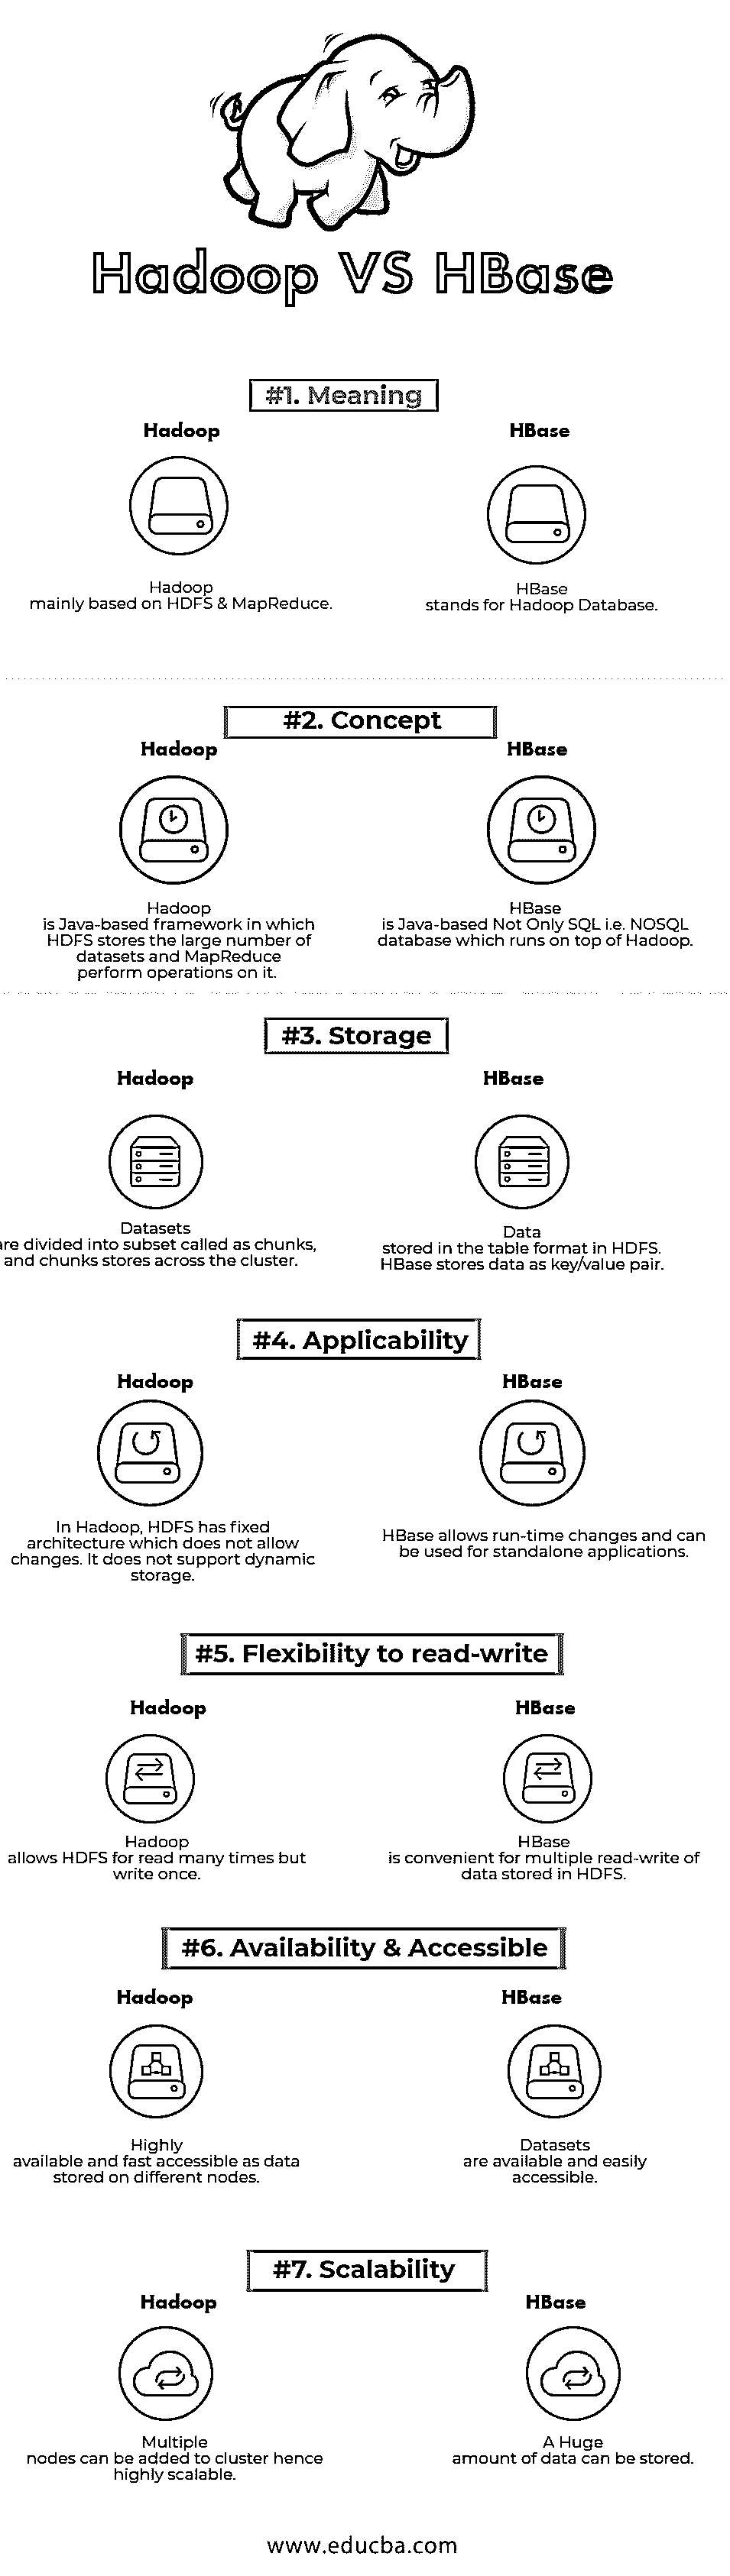 Hadoop VS HBase
#1. Meaning
Hadoop
Hadoop
mainly based on HDFS & MapReduce.
HBase
HBase
stands for Hadoop Database.
#2. Concept
Hadoop
Hadoop
is Java-based framework in which
HDFS stores the large number of
datasets and MapReduce
perform operations on it.
HBase
HBase
is Java-based Not Only SQL i.e. NOSQL
database which runs on top of Hadoop.
#3. Storage
Hadoop
Datasets
are divided into subset called as chunks,
and chunks stores across the cluster.
HBase
Data
stored in the table format in HDFS.
HBase stores data as key/value pair.
#4. Applicability
Hadoop
In Hadoop, HDFS has fixed
architecture which does not allow
changes. It does not support dynamic
storage.
HBase
HBase allows run-time changes and can
be used for standalone applications.
#5. Flexibility to read-write
Hadoop
Hadoop
allows HDFS for read many times but
write once.
HBase
HBase
is convenient for multiple read-write of
data stored in HDFS.
#6. Availability & Accessible
Hadoop
Highly
available and fast accessible as data
stored on different nodes.
HBase
Datasets
are available and easily
accessible.
#7. Scalability
Hadoop
Multiple
nodes can be added to cluster hence
highly scalable.
HBase
A Huge
amount of data can be stored.
www.educba.com